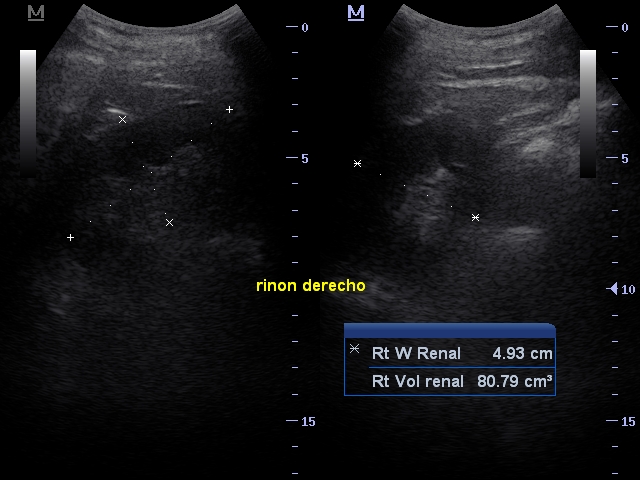 M M
0 0
5 5
rinon derecho
10
Rt W Renal 4.93 cm
Rt Vol renal 80.79 cm³
15 15